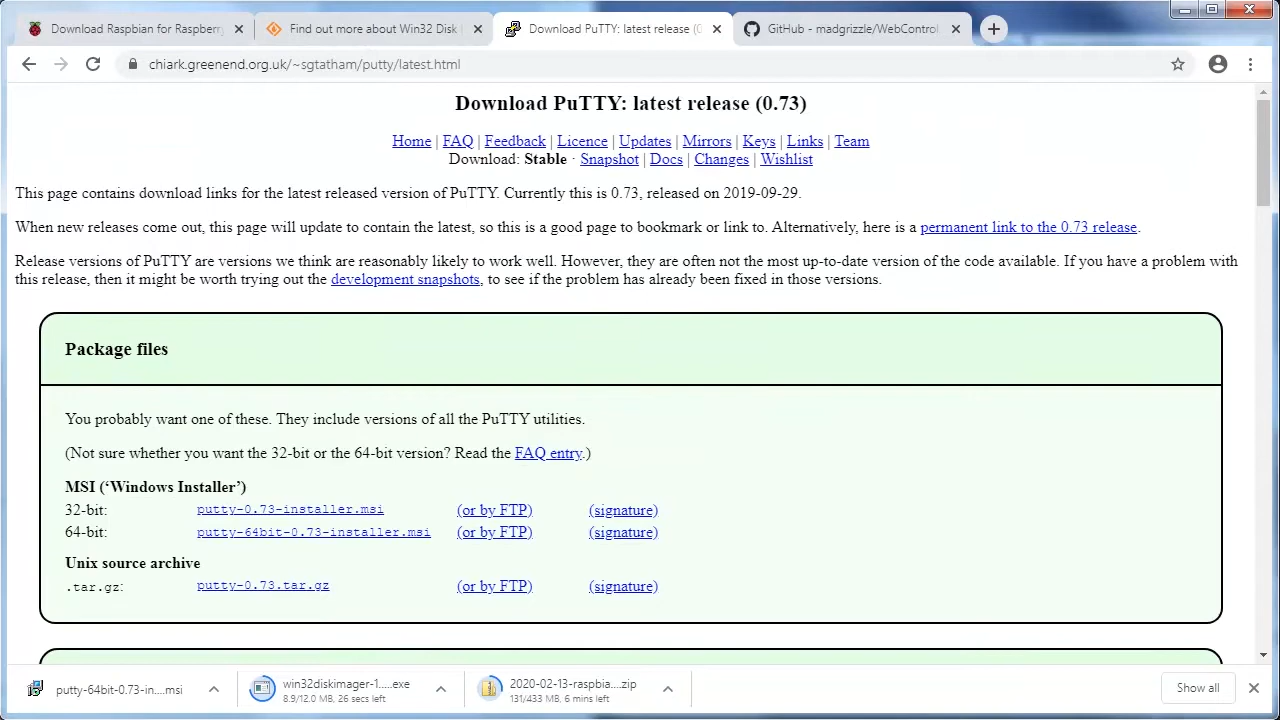 Download Raspbian for Raspberry
Find out more about Win32 Disk
Download PuTTY: latest release (0
GitHub - madgrizzle/WebControl
chiark.greenend.org.uk/~sgtatham/putty/latest.html
Download PuTTY: latest release (0.73)
Home | FAQ | Feedback | Licence | Updates | Mirrors | Keys | Links | Team
Download: Stable · Snapshot | Docs | Changes | Wishlist
This page contains download links for the latest released version of PuTTY. Currently this is 0.73, released on 2019-09-29.
When new releases come out, this page will update to contain the latest, so this is a good page to bookmark or link to. Alternatively, here is a permanent link to the 0.73 release.
Release versions of PuTTY are versions we think are reasonably likely to work well. However, they are often not the most up-to-date version of the code available. If you have a problem with
this release, then it might be worth trying out the development snapshots, to see if the problem has already been fixed in those versions.
Package files
You probably want one of these. They include versions of all the PuTTY utilities.
(Not sure whether you want the 32-bit or the 64-bit version? Read the FAQ entry.)
MSI (‘Windows Installer’)
32-bit: putty-0.73-installer.msi (or by FTP) (signature)
64-bit: putty-64bit-0.73-installer.msi (or by FTP) (signature)
Unix source archive
.tar.gz: putty-0.73.tar.gz (or by FTP) (signature)
putty-64bit-0.73-in....msi
win32diskimager-1.....exe
8.9/12.0 MB, 26 secs left
2020-02-13-raspbia....zip
131/433 MB, 6 mins left
Show all